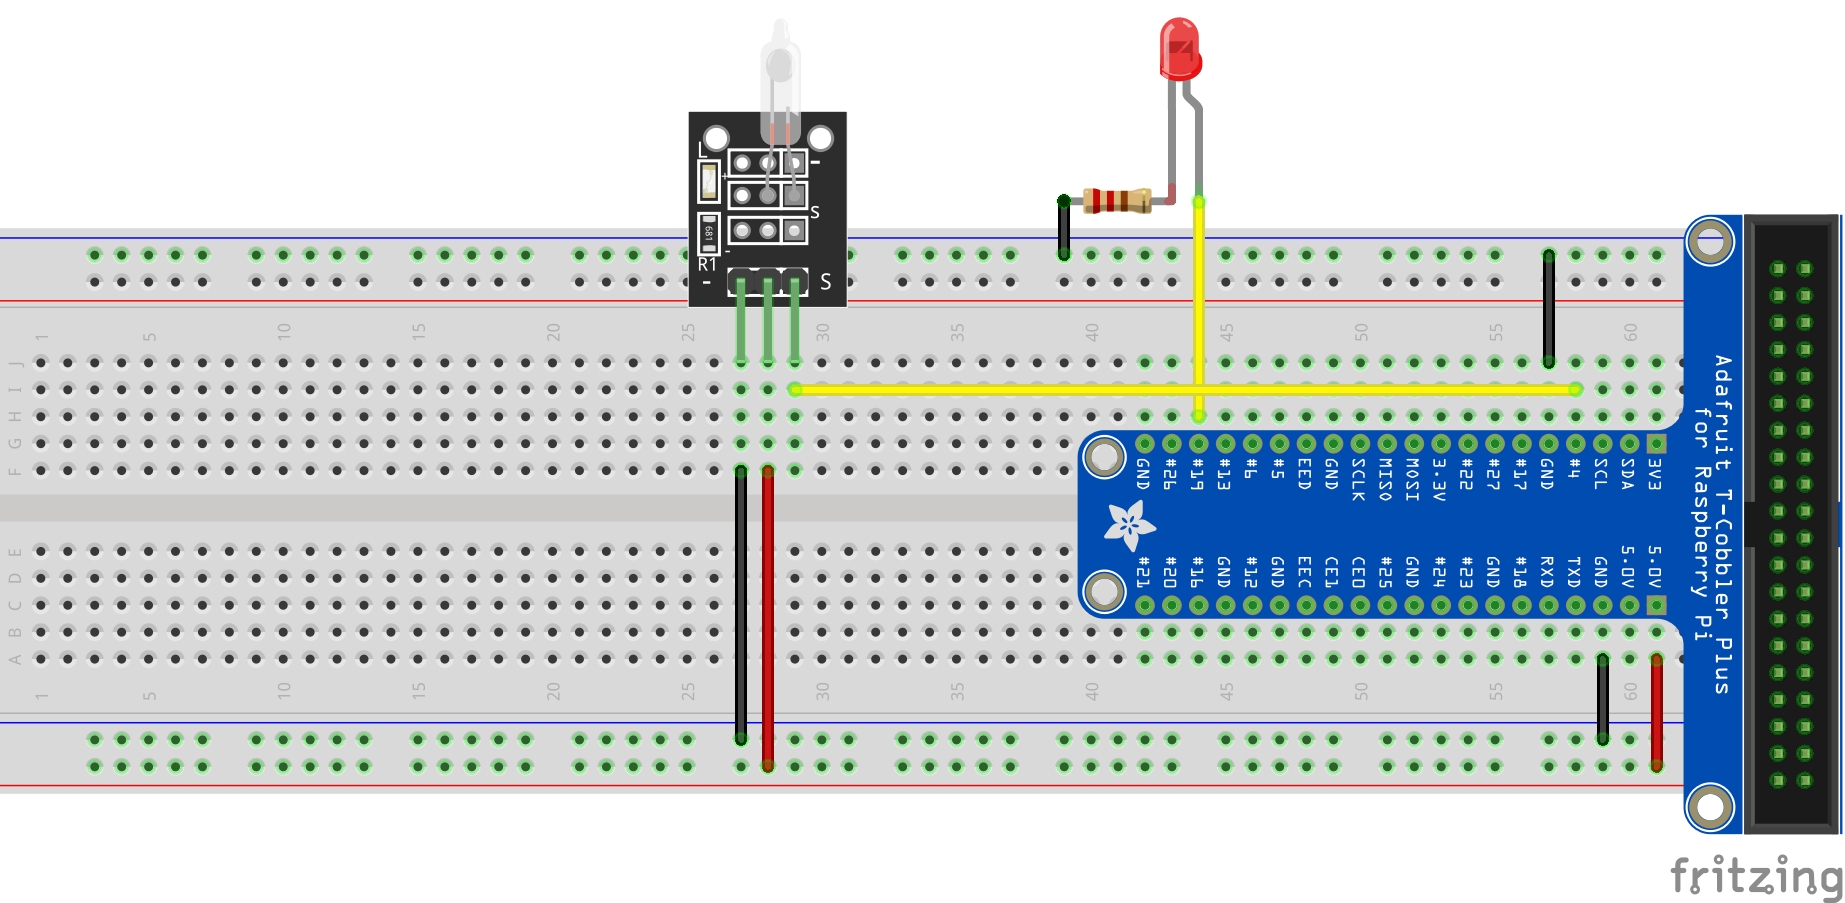 L
+
-
S
681
-
R1
- S
1 5 10 15 20 25 30 35 40 45 50 55 60
J
I
H
G
F
GND #26 #19 #13 #6 #5 EED GND SCLK MISO MOSI 3.3V #22 #27 #17 GND #4 SCL SDA 3V3
Adafruit T-Cobbler Plus
for Raspberry Pi
#21 #20 #16 GND #12 GND EEC CE1 CE0 #25 GND #24 #23 GND #18 RXD TXD GND 5.0V 5.0V
E
D
C
B
A
1 5 10 15 20 25 30 35 40 45 50 55 60
fritzing